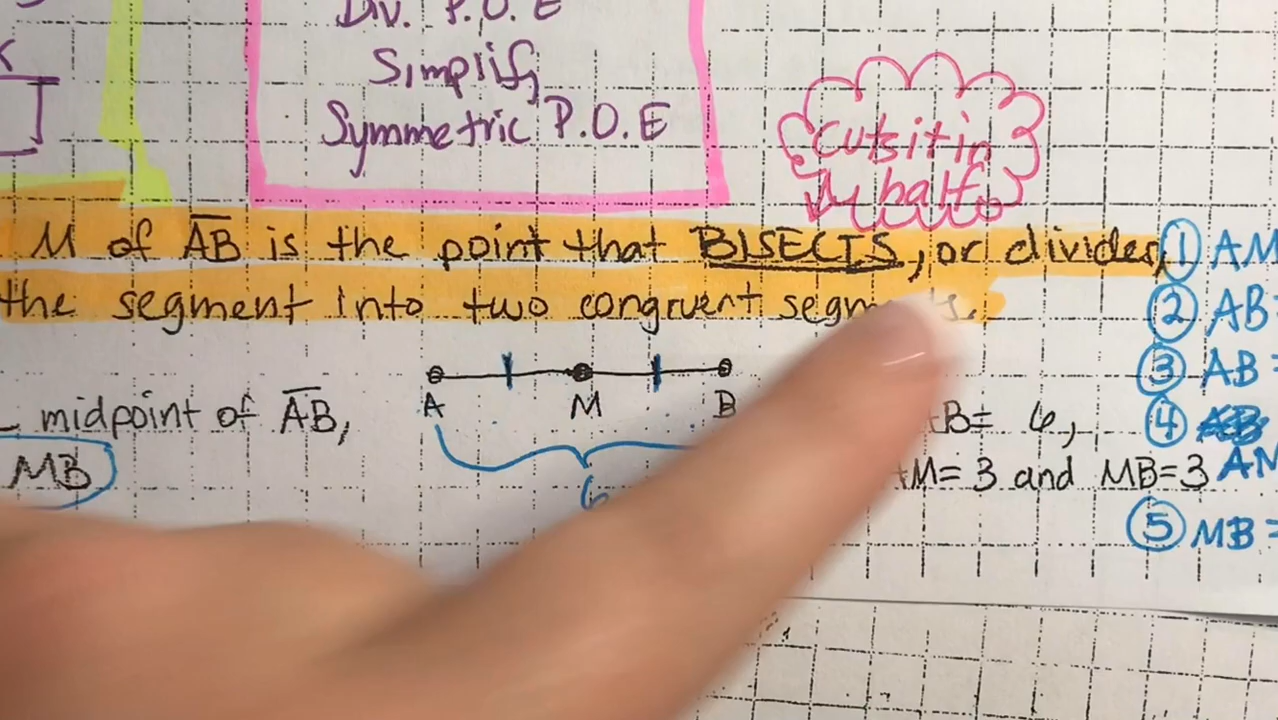 Div. P.O.E
Simplify
Symmetric P.O.E
cuts it in
half
M of AB is the point that BISECTS, or divides,
the segment into two congruent segments.
① AM
② AB=
③ AB=
④
AM
⑤ MB=
A M B
6
midpoint of AB,
MB
AB= 6,
AM= 3 and MB=3